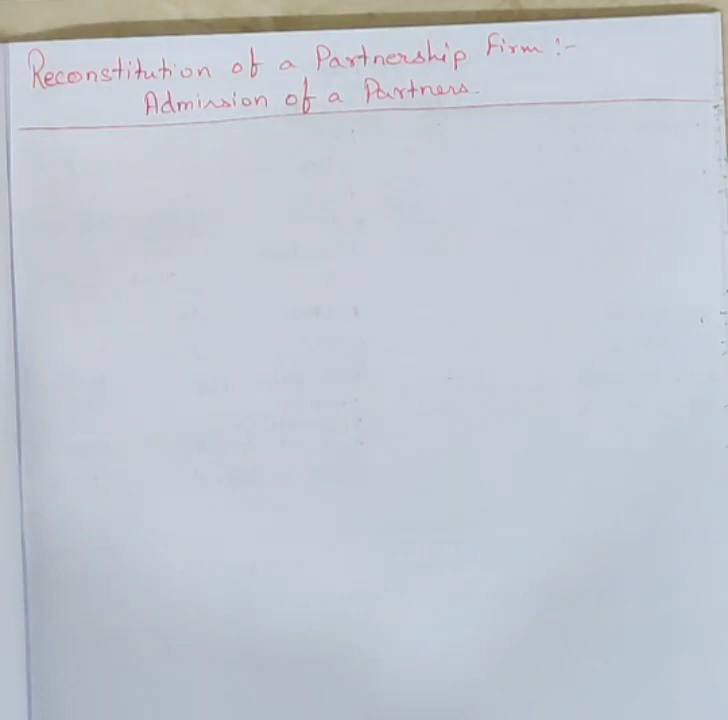 Reconstitution of a Partnership Firm :-
Admission of a Partners